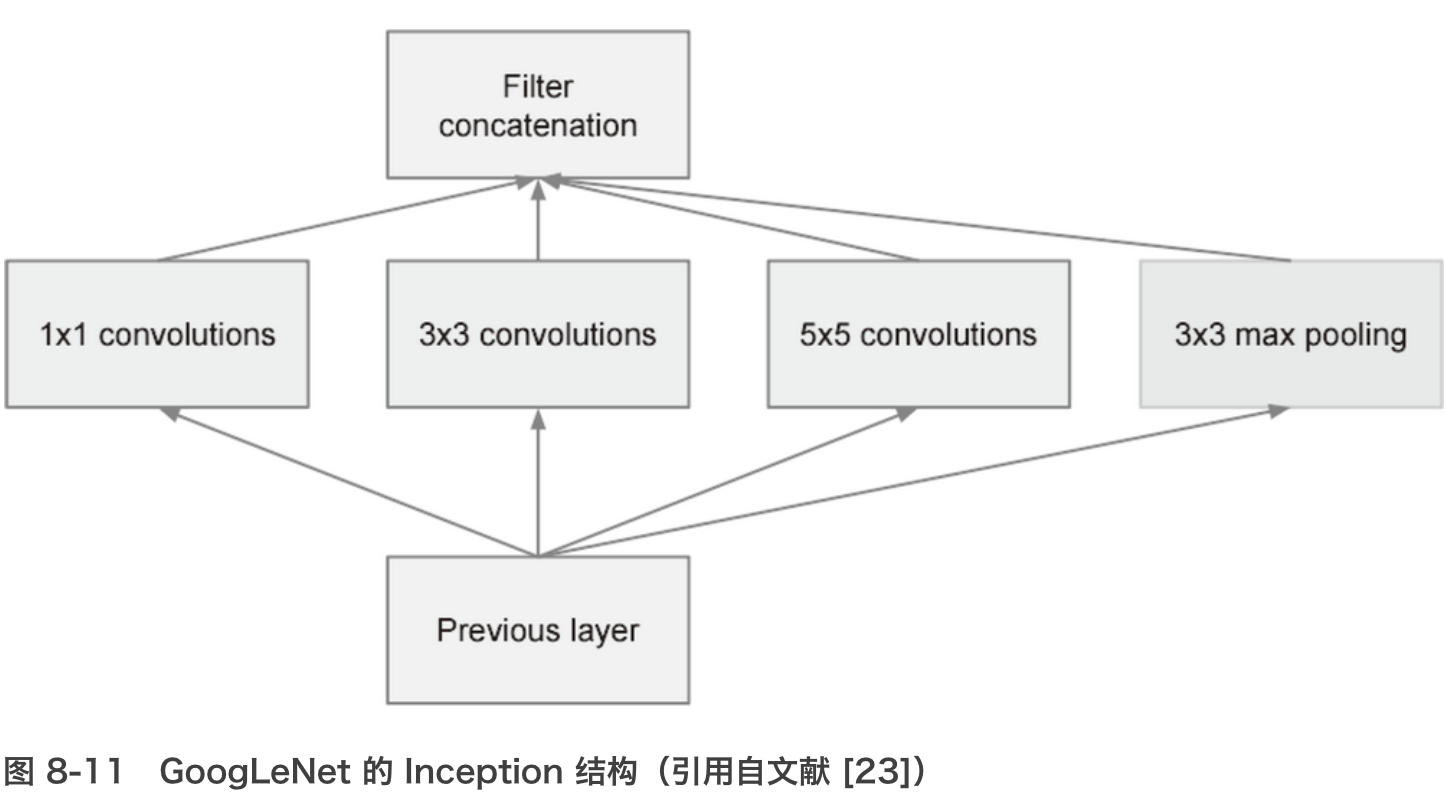 Filter
concatenation
1x1 convolutions
3x3 convolutions
5x5 convolutions
3x3 max pooling
Previous layer
图 8-11　GoogLeNet 的 Inception 结构（引用自文献 [23]）